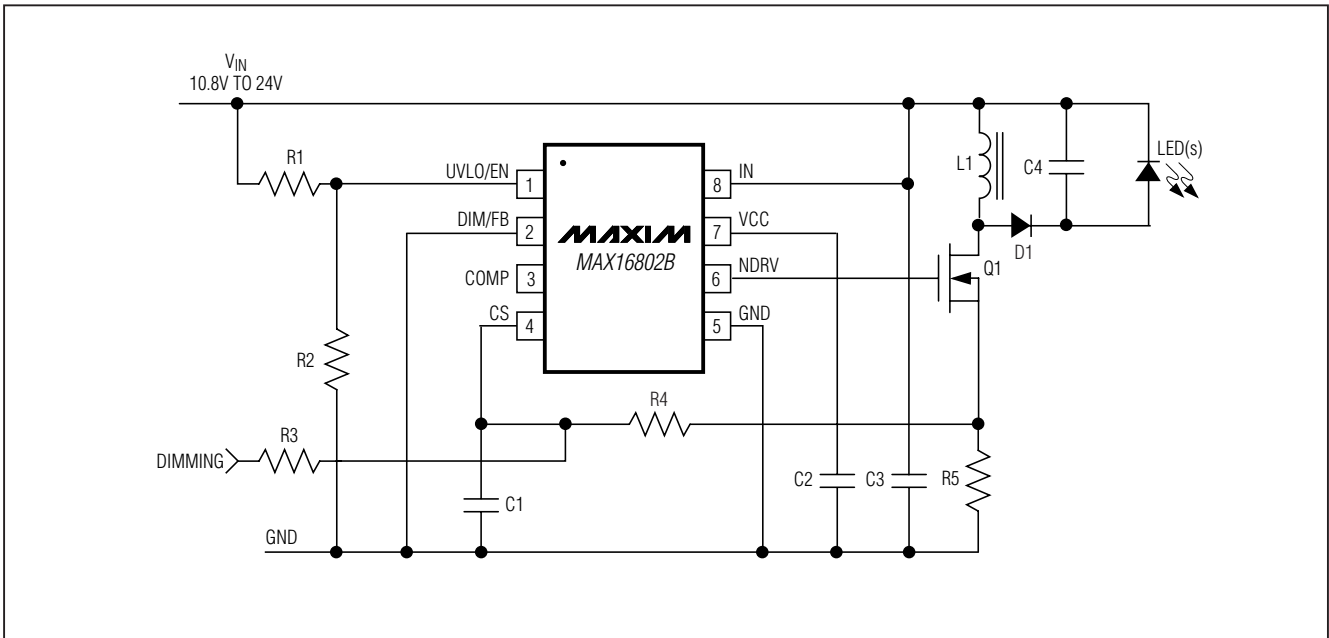 VIN
10.8V TO 24V
R1
UVLO/EN
1
8
IN
L1
C4
LED(s)
DIM/FB
2
MAXIM
7
VCC
D1
MAX16802B
COMP
3
6
NDRV
Q1
CS
4
5
GND
R2
R4
R3
DIMMING
C1
C2
C3
R5
GND